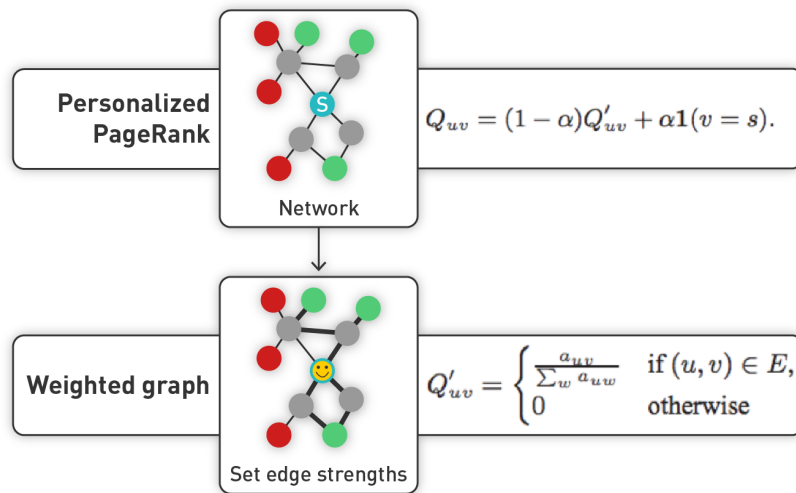 Personalized
PageRank
S
Network
Q_{uv} = (1 − α)Q′_{uv} + α1(v = s).
Weighted graph
Set edge strengths
Q′_{uv} = { a_{uv} / Σ_w a_{uw} if (u, v) ∈ E,
0 otherwise